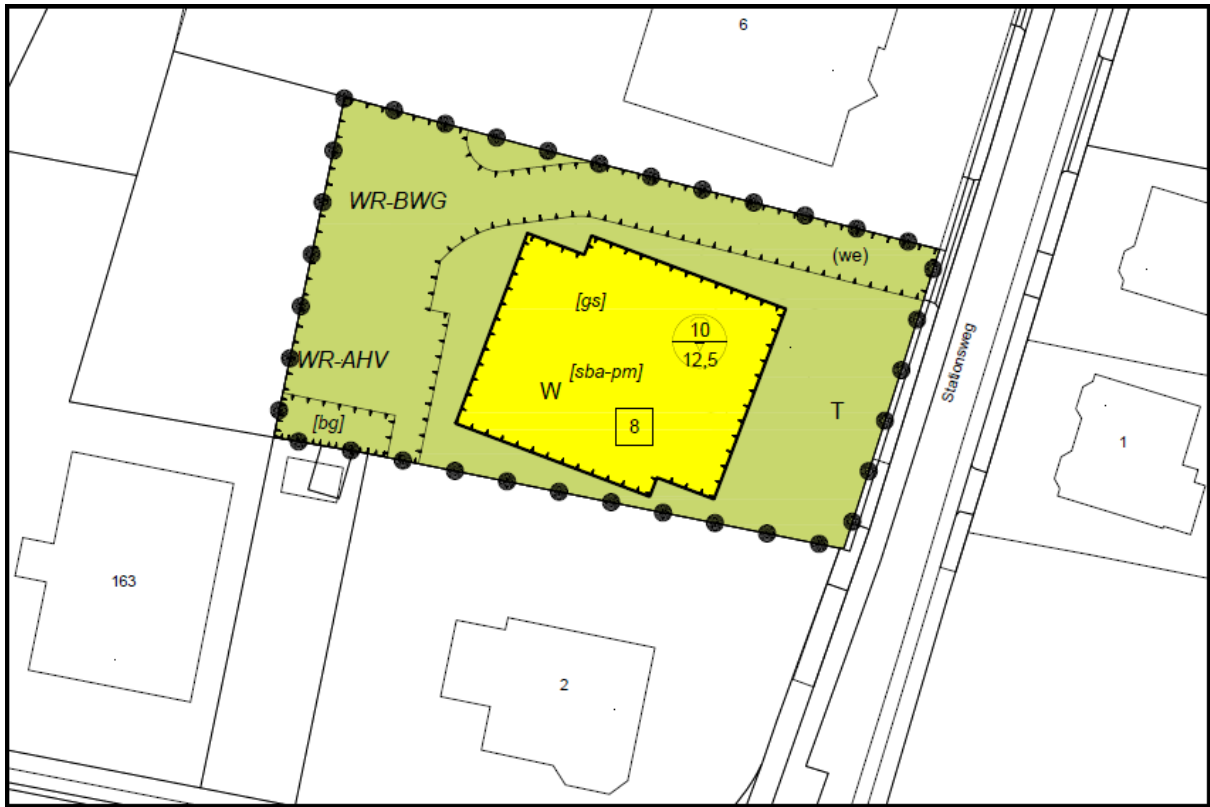 6
WR-BWG
(we)
[gs]
10
12,5
WR-AHV
[sba-pm]
W
T
Stationsweg
[bg]
8
1
163
2